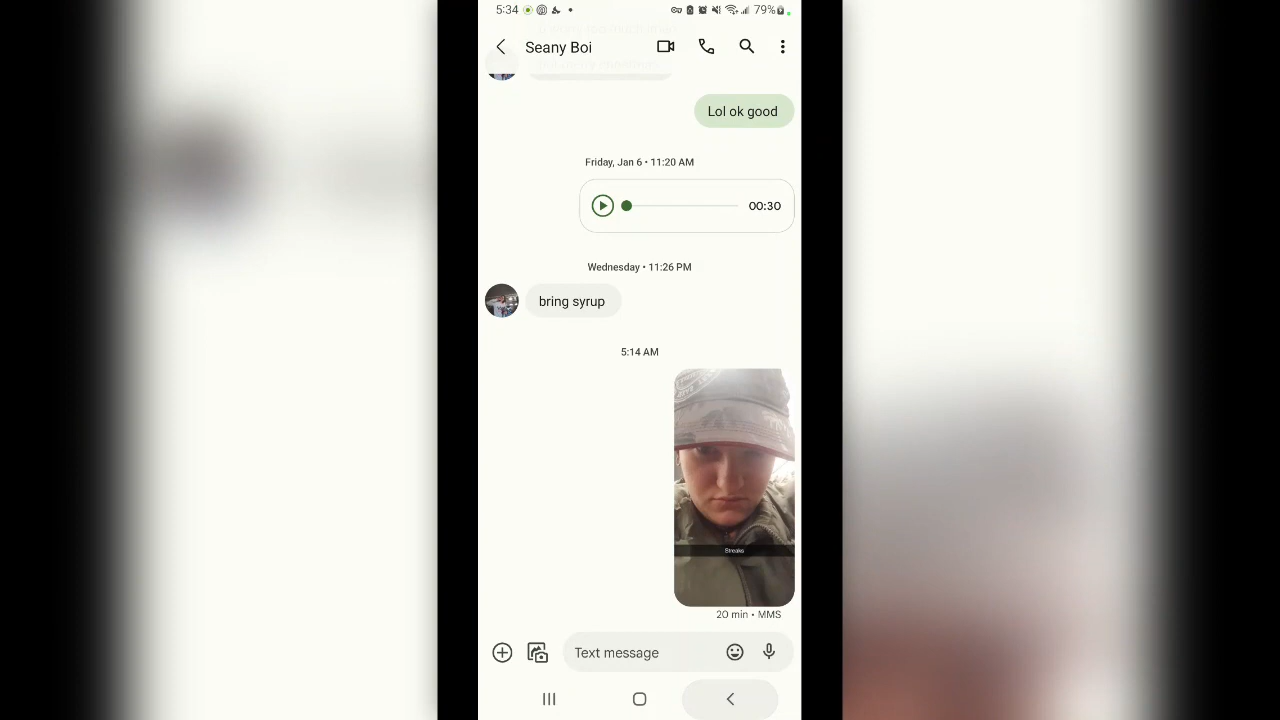 5:34
79%
Seany Boi
Lol ok good
Friday, Jan 6 • 11:20 AM
00:30
Wednesday • 11:26 PM
bring syrup
5:14 AM
Streaks
20 min • MMS
Text message